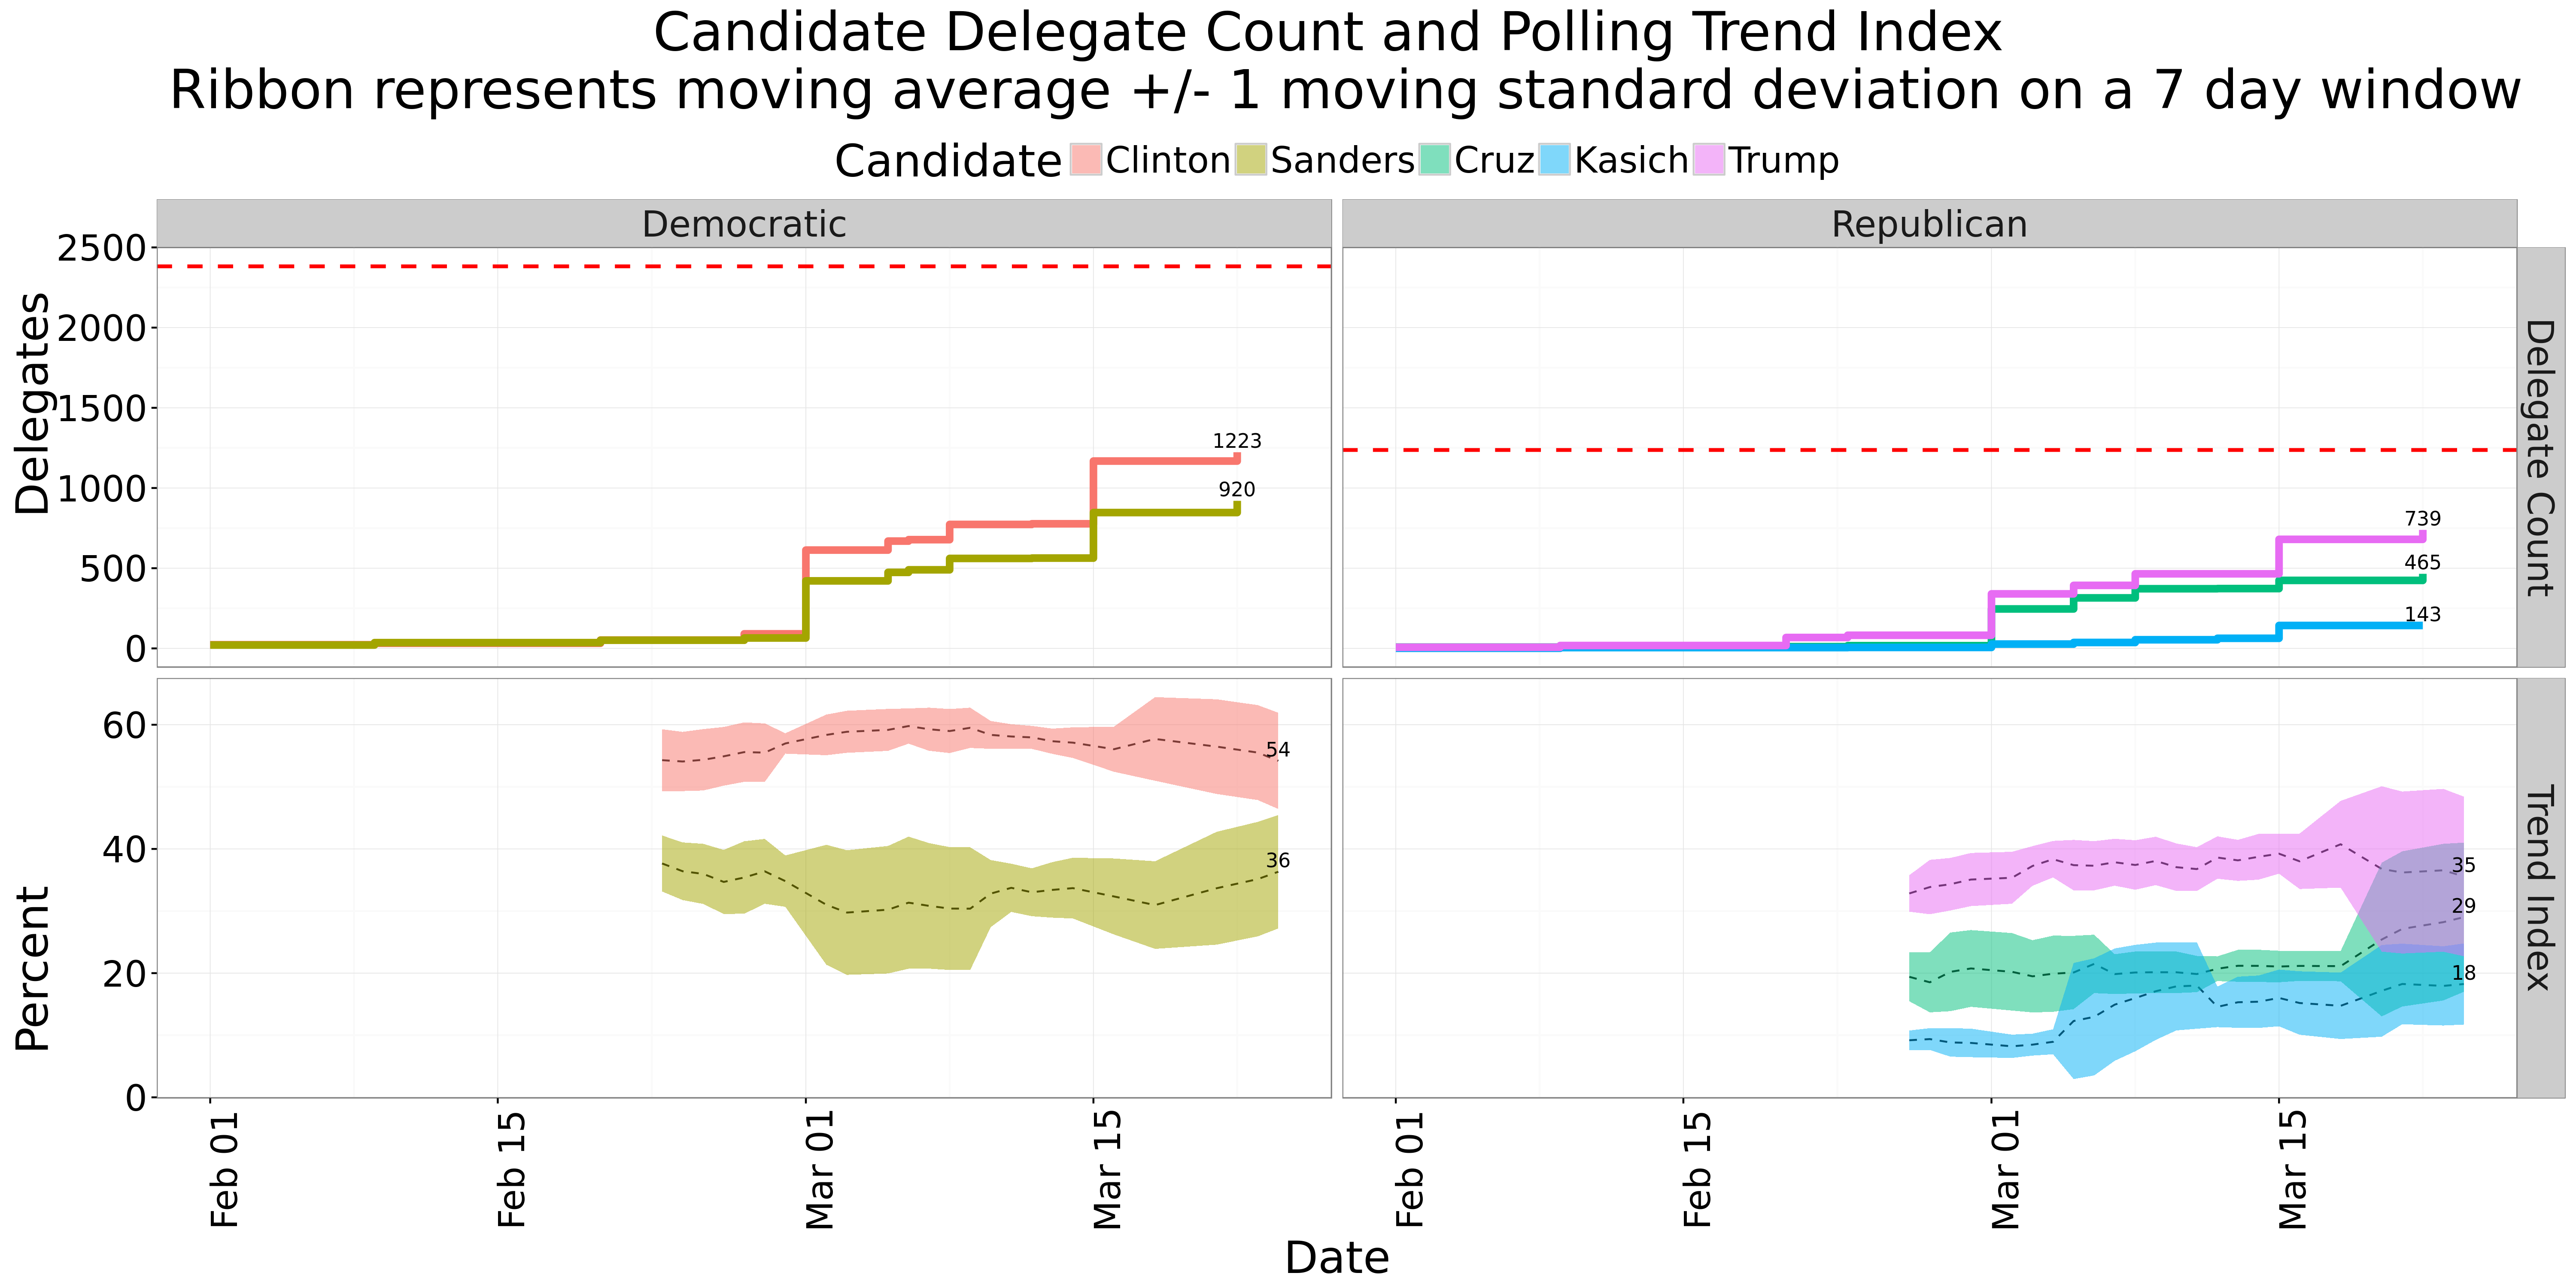 Candidate Delegate Count and Polling Trend Index
Ribbon represents moving average +/- 1 moving standard deviation on a 7 day window
Candidate Clinton Sanders Cruz Kasich Trump
Democratic
Republican
Delegates
2500
2000
1500
1000
500
0
1223
920
739
465
143
Delegate Count
Percent
60
40
20
0
54
36
35
29
18
Trend Index
Feb 01
Feb 15
Mar 01
Mar 15
Feb 01
Feb 15
Mar 01
Mar 15
Date